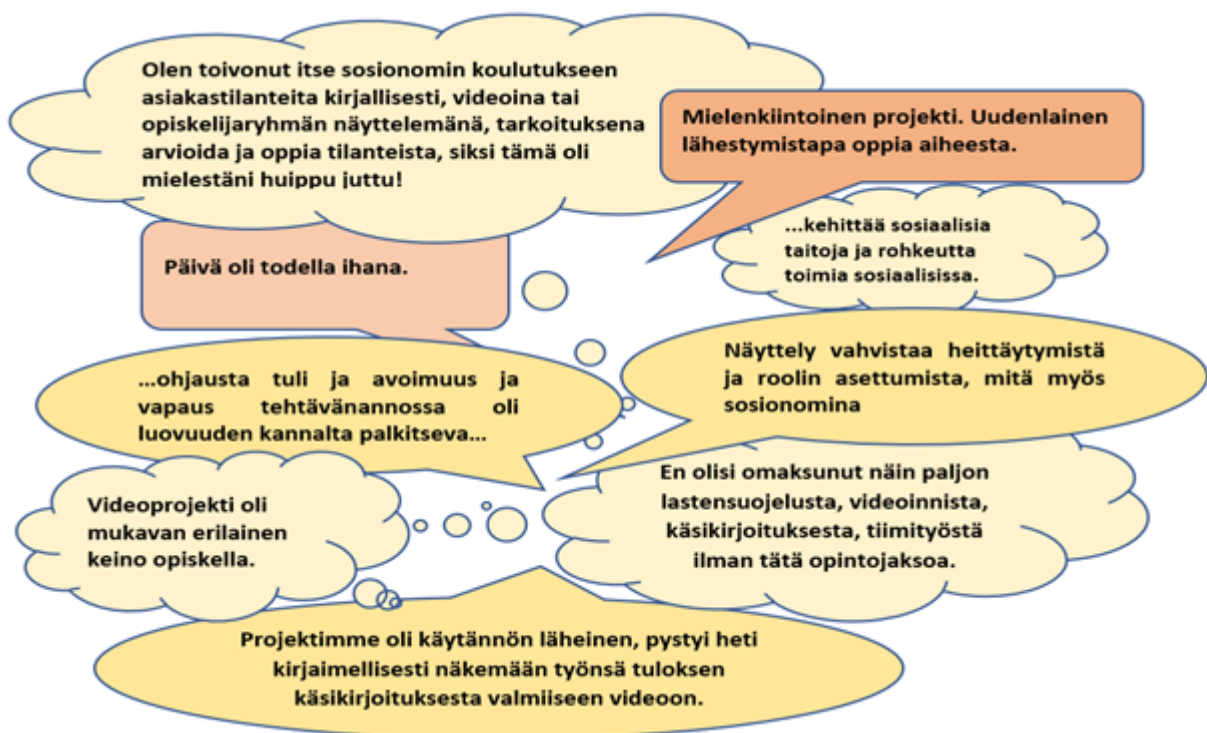 Olen toivonut itse sosionomin koulutukseen
asiakastilanteita kirjallisesti, videoina tai
opiskelijaryhmän näyttelemänä, tarkoituksena
arvioida ja oppia tilanteista, siksi tämä oli
mielestäni huippu juttu!
Mielenkiintoinen projekti. Uudenlainen
lähestymistapa oppia aiheesta.
...kehittää sosiaalisia
taitoja ja rohkeutta
toimia sosiaalisissa.
Päivä oli todella ihana.
Näyttely vahvistaa heittäytymistä
ja roolin asettumista, mitä myös
sosionomina
...ohjausta tuli ja avoimuus ja
vapaus tehtävänannossa oli
luovuuden kannalta palkitseva...
En olisi omaksunut näin paljon
lastensuojelusta, videoinnista,
käsikirjoituksesta, tiimityöstä
ilman tätä opintojaksoa.
Videoprojekti oli
mukavan erilainen
keino opiskella.
Projektimme oli käytännön läheinen, pystyi heti
kirjaimellisesti näkemään työnsä tuloksen
käsikirjoituksesta valmiiseen videoon.